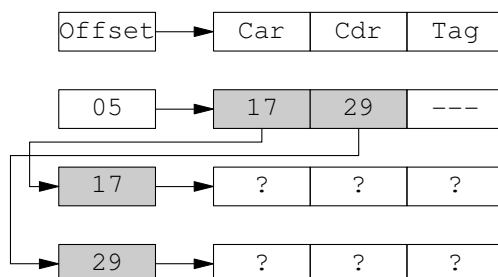 Offset Car Cdr Tag
05 17 29 ---
17 ? ? ?
29 ? ? ?